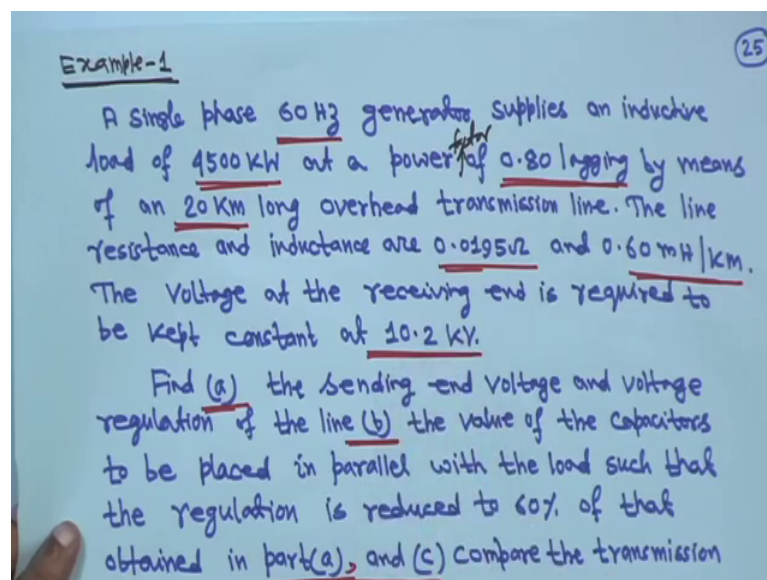 25
Example-1
A single phase 60 Hz generator supplies an inductive
factor
load of 4500 KW at a power of 0.80 lagging by means
of an 20 Km long overhead transmission line. The line
resistance and inductance are 0.0195Ω and 0.60 mH/KM.
The Voltage at the receiving end is required to
be kept constant at 10.2 KV.
Find (a) the sending end voltage and voltage
regulation of the line (b) the value of the capacitors
to be placed in parallel with the load such that
the regulation is reduced to 60% of that
obtained in part(a), and (c) compare the transmission